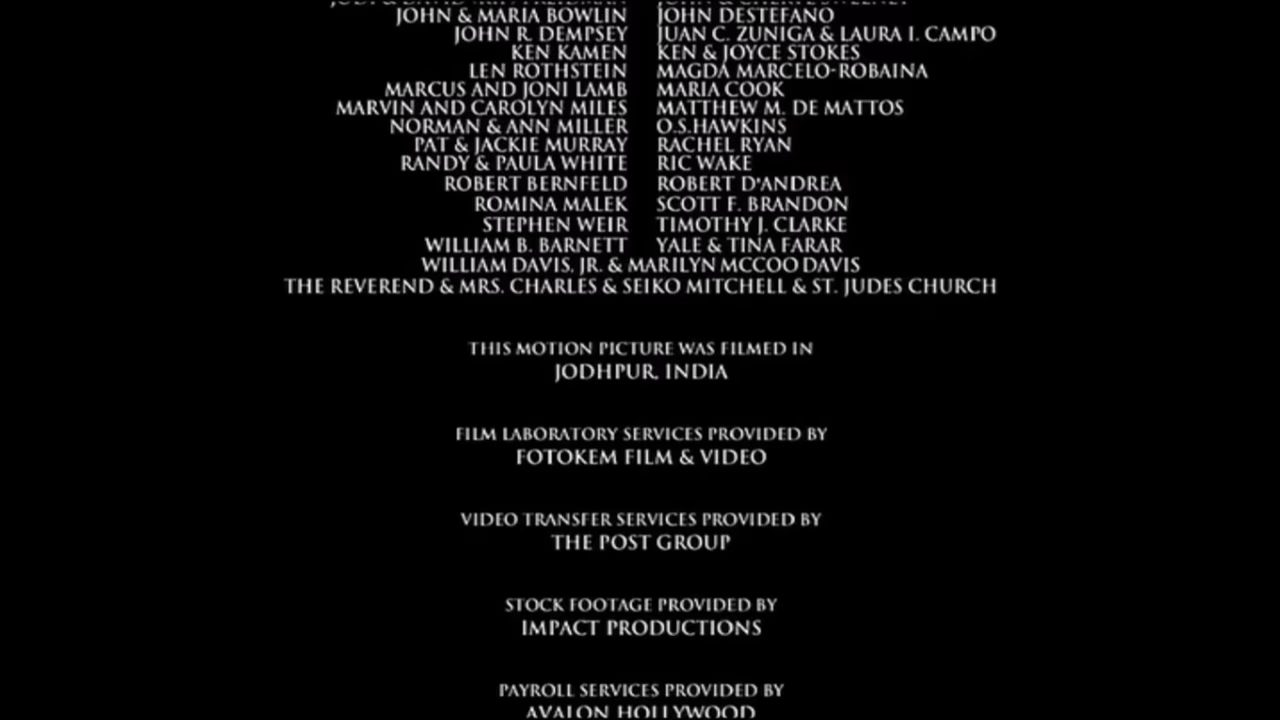 JOHN & MARIA BOWLIN JOHN DESTEFANO
JOHN R. DEMPSEY JUAN C. ZUNIGA & LAURA I. CAMPO
KEN KAMEN KEN & JOYCE STOKES
LEN ROTHSTEIN MAGDA MARCELO-ROBAINA
MARCUS AND JONI LAMB MARIA COOK
MARVIN AND CAROLYN MILES MATTHEW M. DE MATTOS
NORMAN & ANN MILLER O.S.HAWKINS
PAT & JACKIE MURRAY RACHEL RYAN
RANDY & PAULA WHITE RIC WAKE
ROBERT BERNFELD ROBERT D'ANDREA
ROMINA MALEK SCOTT F. BRANDON
STEPHEN WEIR TIMOTHY J. CLARKE
WILLIAM B. BARNETT YALE & TINA FARAR
WILLIAM DAVIS, JR. & MARILYN MCCOO DAVIS
THE REVEREND & MRS. CHARLES & SEIKO MITCHELL & ST. JUDES CHURCH
THIS MOTION PICTURE WAS FILMED IN
JODHPUR, INDIA
FILM LABORATORY SERVICES PROVIDED BY
FOTOKEM FILM & VIDEO
VIDEO TRANSFER SERVICES PROVIDED BY
THE POST GROUP
STOCK FOOTAGE PROVIDED BY
IMPACT PRODUCTIONS
PAYROLL SERVICES PROVIDED BY
AVALON HOLLYWOOD